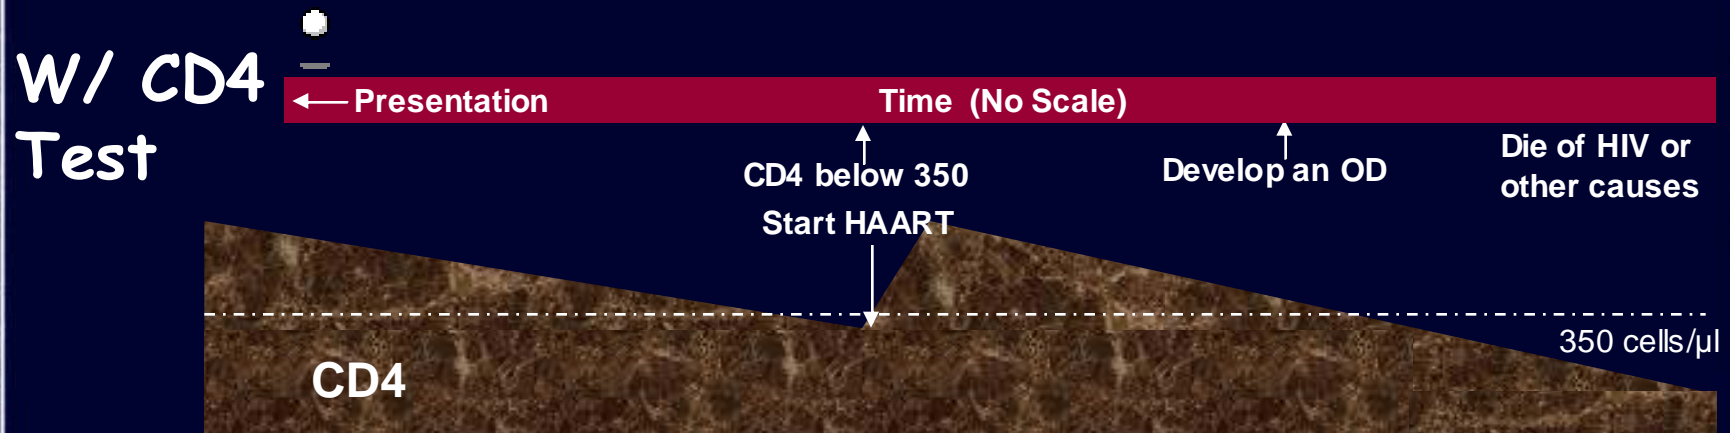 W/ CD4
Test
Presentation
Time (No Scale)
CD4 below 350
Start HAART
Develop an OD
Die of HIV or
other causes
350 cells/µl
CD4